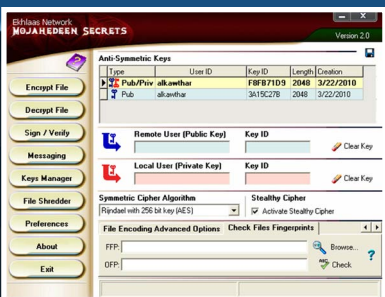 Ekhlaas Network
MOJAHEDEEN SECRETS
Version 2.0
Anti-Symmetric Keys
Type User ID Key ID Length Creation
Pub/Priv alkawthar F8FB71D9 2048 3/22/2010
Pub alkawthar 3A15C27B 2048 3/22/2010
Encrypt File
Decrypt File
Sign / Verify
Messaging
Keys Manager
File Shredder
Preferences
About
Exit
Remote User (Public Key) Key ID
Clear Key
Local User (Private Key) Key ID
Clear Key
Symmetric Cipher Algorithm Stealthy Cipher
Rijndael with 256 bit key (AES) Activate Stealthy Cipher
File Encoding Advanced Options Check Files Fingerprints
FFP: Browse...
OFP: Check
?